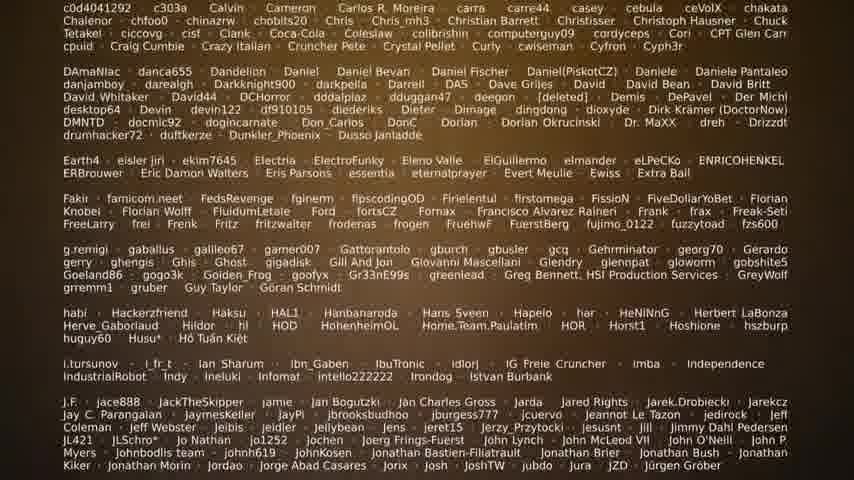 c0d4041292 · c303a · Calvin · Cameron · Carlos R. Moreira · carra · carre44 · casey · cebula · ceVolX · chakata
Chalenor · chfoo0 · chinazrw · chobits20 · Chris · Chris_mh3 · Christian Barrett · Christisser · Christoph Hausner · Chuck
Tetakel · ciccovg · cisf · Clank · Coca-Cola · Coleslaw · colibrishin · computerguy09 · cordyceps · Cori · CPT Glen Carr
cpuid · Craig Cumbie · Crazy Italian · Cruncher Pete · Crystal Pellet · Curly · cwiseman · Cyfron · Cyph3r
DAmaNIac · danca655 · Dandelion · Daniel · Daniel Bevan · Daniel Fischer · Daniel(PiskotCZ) · Daniele · Daniele Pantaleo
danjamboy · darealgh · Darkknight900 · darkpella · Darrell · DAS · Dave Griles · David · David Bean · David Britt
David Whitaker · David44 · DCHorror · dddalplaz · dduggan47 · deegon · [deleted] · Demis · DePavel · Der Michl
desktop64 · Devin · devin122 · df910105 · diederiks · Dieter · Dimage · dingdong · dioxyde · Dirk Krämer (DoctorNow)
DMNTD · docmic92 · dogincarnate · Don_Carlos · DonC · Dorian · Dorian Okrucinski · Dr. MaXX · dreh · Drizzdt
drumhacker72 · duftkerze · Dunkler_Phoenix · Dusso Janladde
Earth4 · eisler jiri · ekim7645 · Electria · ElectroFunky · Eleno Valle · ElGuillermo · elmander · eLPeCKo · ENRICOHENKEL
ERBrouwer · Eric Damon Walters · Eris Parsons · essentia · eternalprayer · Evert Meulie · Ewiss · Extra Ball
Fakir · famicom.neet · FedsRevenge · fginerm · flpscodingOD · Firielentul · firstomega · FissioN · FiveDollarYoBet · Florian
Knobei · Florian Wolff · FluidumLetale · Ford · fortsCZ · Fornax · Francisco Alvarez Raineri · Frank · frax · Freak-Seti
FreeLarry · frei · Frenk · Fritz · fritzwalter · frodenas · frogen · FruehwF · FuerstBerg · fujimo_0122 · fuzzytoad · fzs600
g.remigi · gaballus · galileo67 · gamer007 · Gattorantolo · gburch · gbusler · gcq · Gehrminator · georg70 · Gerardo
gerry · ghengis · Ghis · Ghost · gigadisk · Gill And Jon · Giovanni Mascellani · Glendry · glennpat · gloworm · gobshite5
Goeland86 · gogo3k · Golden_Frog · goofyx · Gr33nE99s · greenlead · Greg Bennett, HSI Production Services · GreyWolf
grremm1 · gruber · Guy Taylor · Göran Schmidt
habi · Hackerzfriend · Haksu · HAL1 · Hanbanaroda · Hans Sveen · Hapelo · har · HeNiNnG · Herbert LaBonza
Herve_Gaborlaud · Hildor · hl · HOD · HohenheimOL · Home.Team.Paulatim · HOR · Horst1 · Hoshione · hszburp
huguy60 · Husu* · Hồ Tuấn Kiệt
i.tursunov · i_fr_t · Ian Sharum · Ibn_Gaben · IbuTronic · idlorj · IG Freie Cruncher · Imba · Independence
IndustrialRobot · Indy · Ineluki · Infomat · intello222222 · Irondog · Istvan Burbank
J.F. · jace888 · JackTheSkipper · jamie · Jan Bogutzki · Jan Charles Gross · Jarda · Jared Rights · Jarek.Drobiecki · Jarekcz
Jay C. Parangalan · JaymesKeller · JayPi · jbrooksbudhoo · jburgess777 · jcuervo · Jeannot Le Tazon · jedirock · Jeff
Coleman · Jeff Webster · Jeibis · Jeidler · Jellybean · Jens · jeret15 · Jerzy_Przytocki · jesusnt · jill · Jimmy Dahl Pedersen
JL421 · JLSchro* · Jo Nathan · jo1252 · Jochen · Joerg Frings-Fuerst · John Lynch · John McLeod VII · John O'Neill · John P.
Myers · Johnbodlis team · johnh619 · JohnKosen · Jonathan Bastien-Filiatrault · Jonathan Brier · Jonathan Bush · Jonathan
Kiker · Jonathan Morin · Jordao · Jorge Abad Casares · Jorix · Josh · JoshTW · jubdo · Jura · JZD · Jürgen Gröber